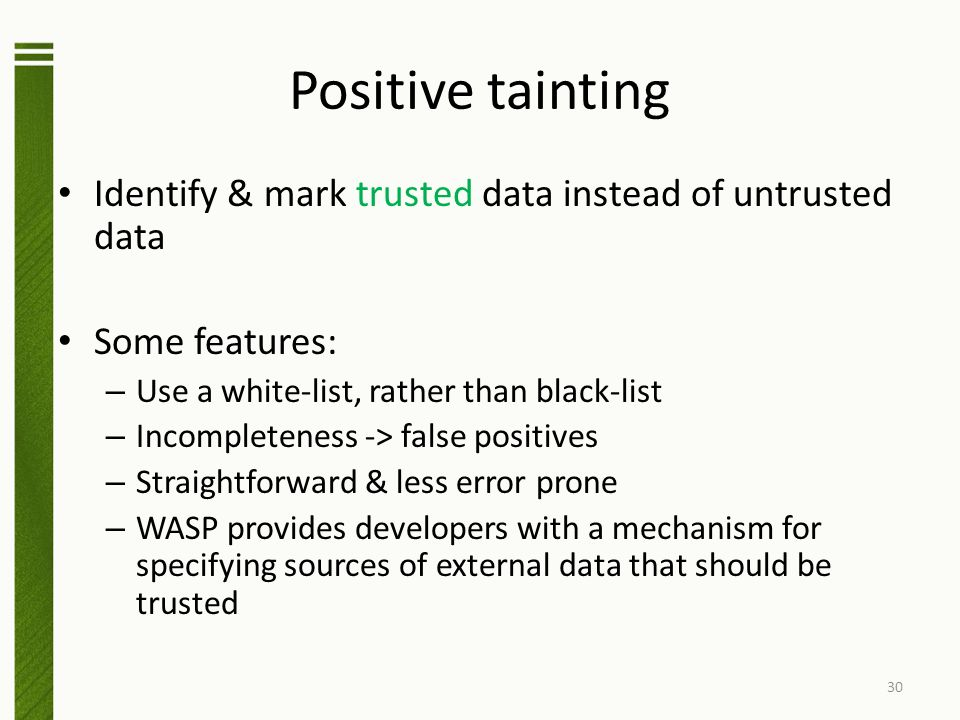 Positive tainting
• Identify & mark trusted data instead of untrusted
data
• Some features:
– Use a white-list, rather than black-list
– Incompleteness -> false positives
– Straightforward & less error prone
– WASP provides developers with a mechanism for
specifying sources of external data that should be
trusted
30